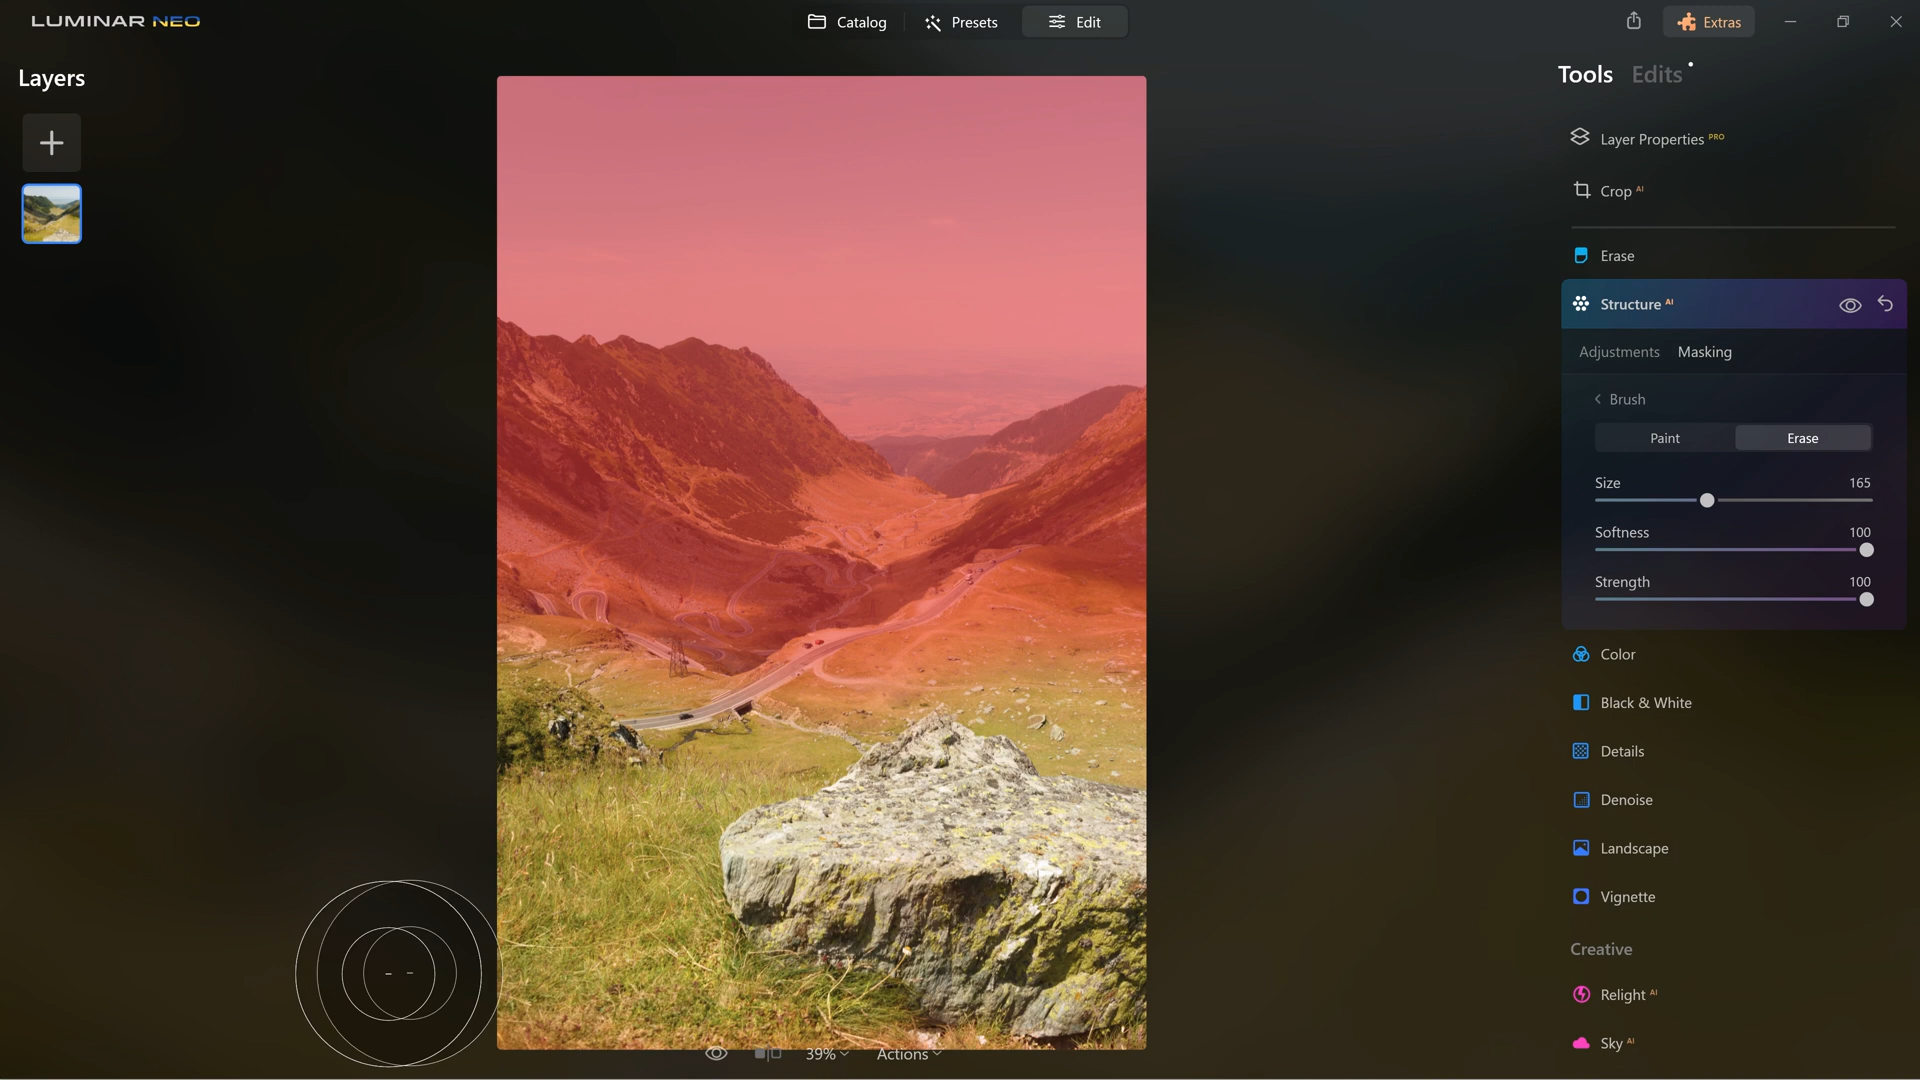 LUMINAR NEO
Catalog
Presets
Edit
Extras
Layers
Tools
Edits
Layer Properties PRO
Crop AI
Erase
Structure AI
Adjustments
Masking
Brush
Paint
Erase
Size
165
Softness
100
Strength
100
Color
Black & White
Details
Denoise
Landscape
Vignette
Creative
Relight AI
Sky AI
39%
Actions